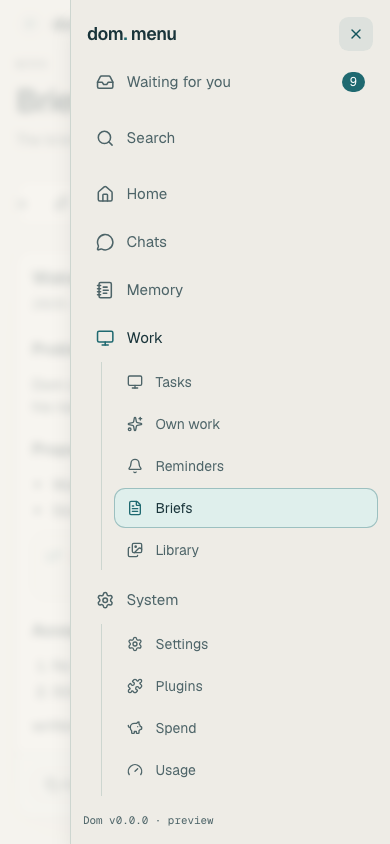 dom. menu
Waiting for you 9
Search
Home
Chats
Memory
Work
Tasks
Own work
Reminders
Briefs
Library
System
Settings
Plugins
Spend
Usage
Dom v0.0.0 · preview